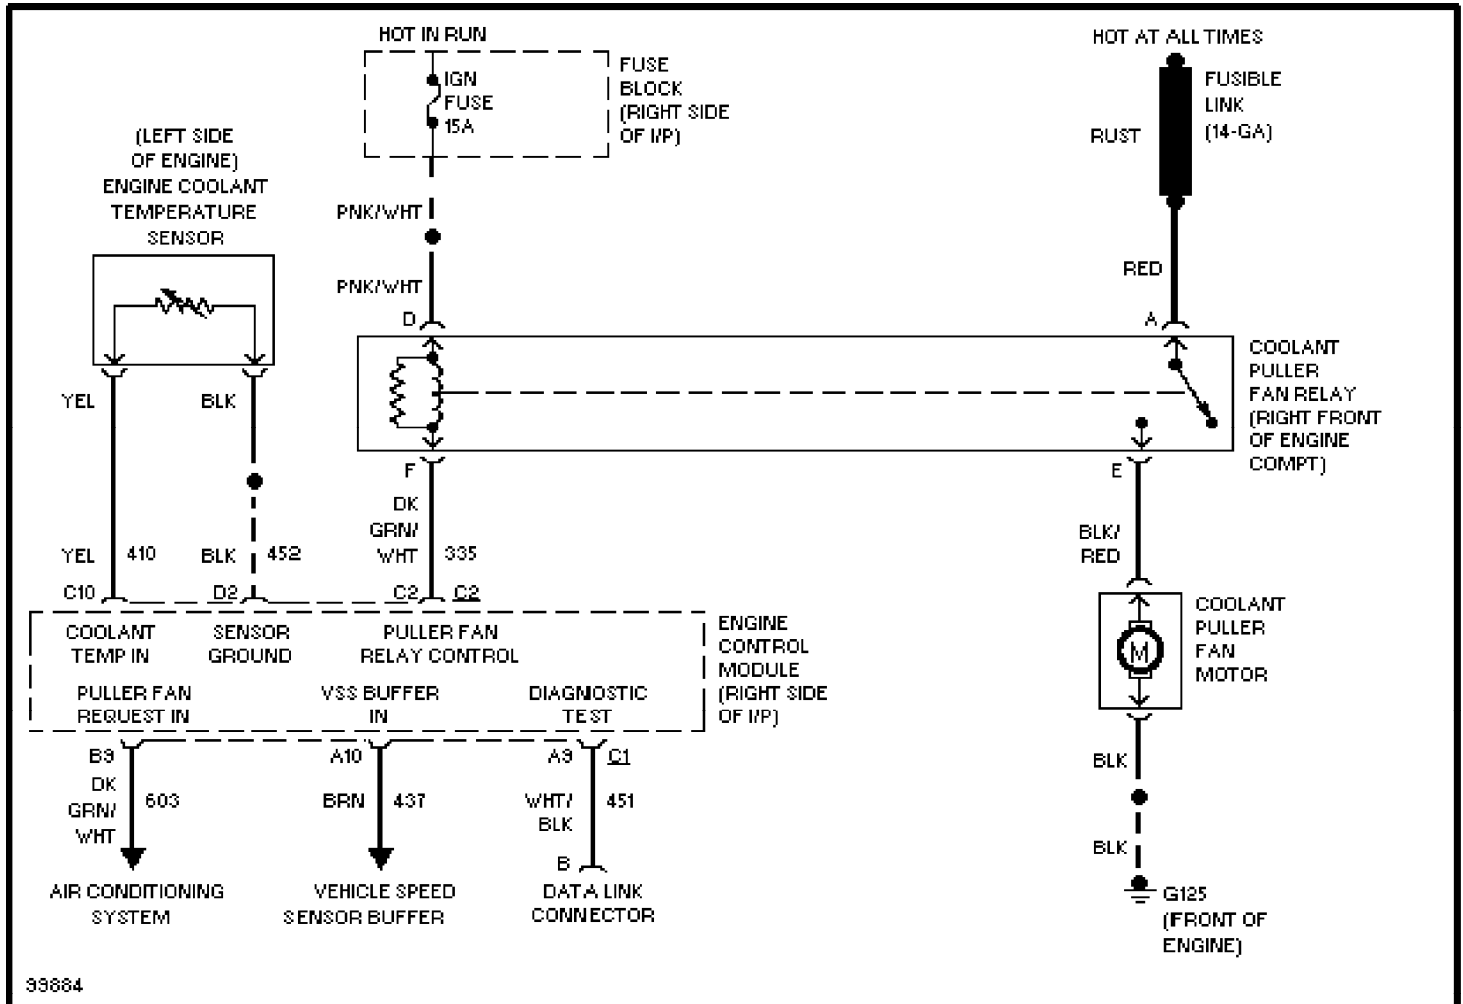 HOT IN RUN
IGN
FUSE
15A
FUSE
BLOCK
(RIGHT SIDE
OF I/P)
HOT AT ALL TIMES
FUSIBLE
LINK
(14-GA)
RUST
(LEFT SIDE
OF ENGINE)
ENGINE COOLANT
TEMPERATURE
SENSOR
PNK/WHT
PNK/WHT
D
RED
A
COOLANT
PULLER
FAN RELAY
(RIGHT FRONT
OF ENGINE
COMPT)
YEL
BLK
F
E
DK
GRN/
WHT
335
YEL
410
BLK
452
BLK/
RED
C10
D2
C2
C2
COOLANT
TEMP IN
SENSOR
GROUND
PULLER FAN
RELAY CONTROL
PULLER FAN
REQUEST IN
VSS BUFFER
IN
DIAGNOSTIC
TEST
ENGINE
CONTROL
MODULE
(RIGHT SIDE
OF I/P)
COOLANT
PULLER
FAN
MOTOR
M
B9
A10
A9
C1
DK
GRN/
WHT
603
BRN
437
WHT/
BLK
451
B
BLK
BLK
AIR CONDITIONING
SYSTEM
VEHICLE SPEED
SENSOR BUFFER
DATA LINK
CONNECTOR
G125
(FRONT OF
ENGINE)
99884